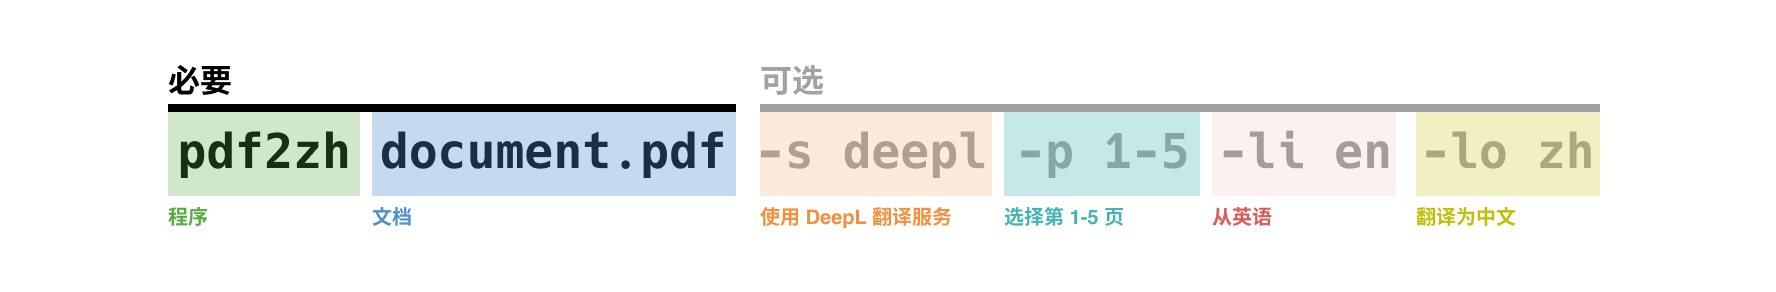 必要 可选
pdf2zh document.pdf -s deepl -p 1-5 -li en -lo zh
程序 文档 使用 DeepL 翻译服务 选择第 1-5 页 从英语 翻译为中文